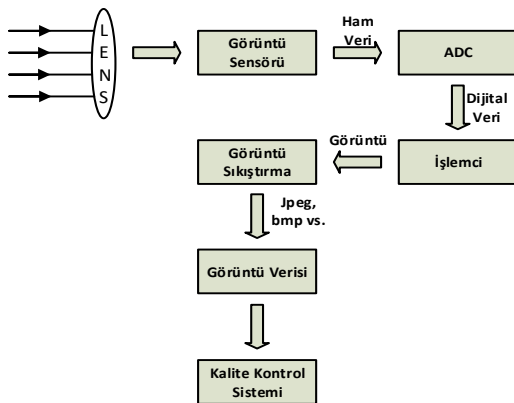 L
E
N
S
Görüntü
Sensörü
Ham
Veri
ADC
Dijital
Veri
İşlemci
Görüntü
Görüntü
Sıkıştırma
Jpeg,
bmp vs.
Görüntü Verisi
Kalite Kontrol
Sistemi